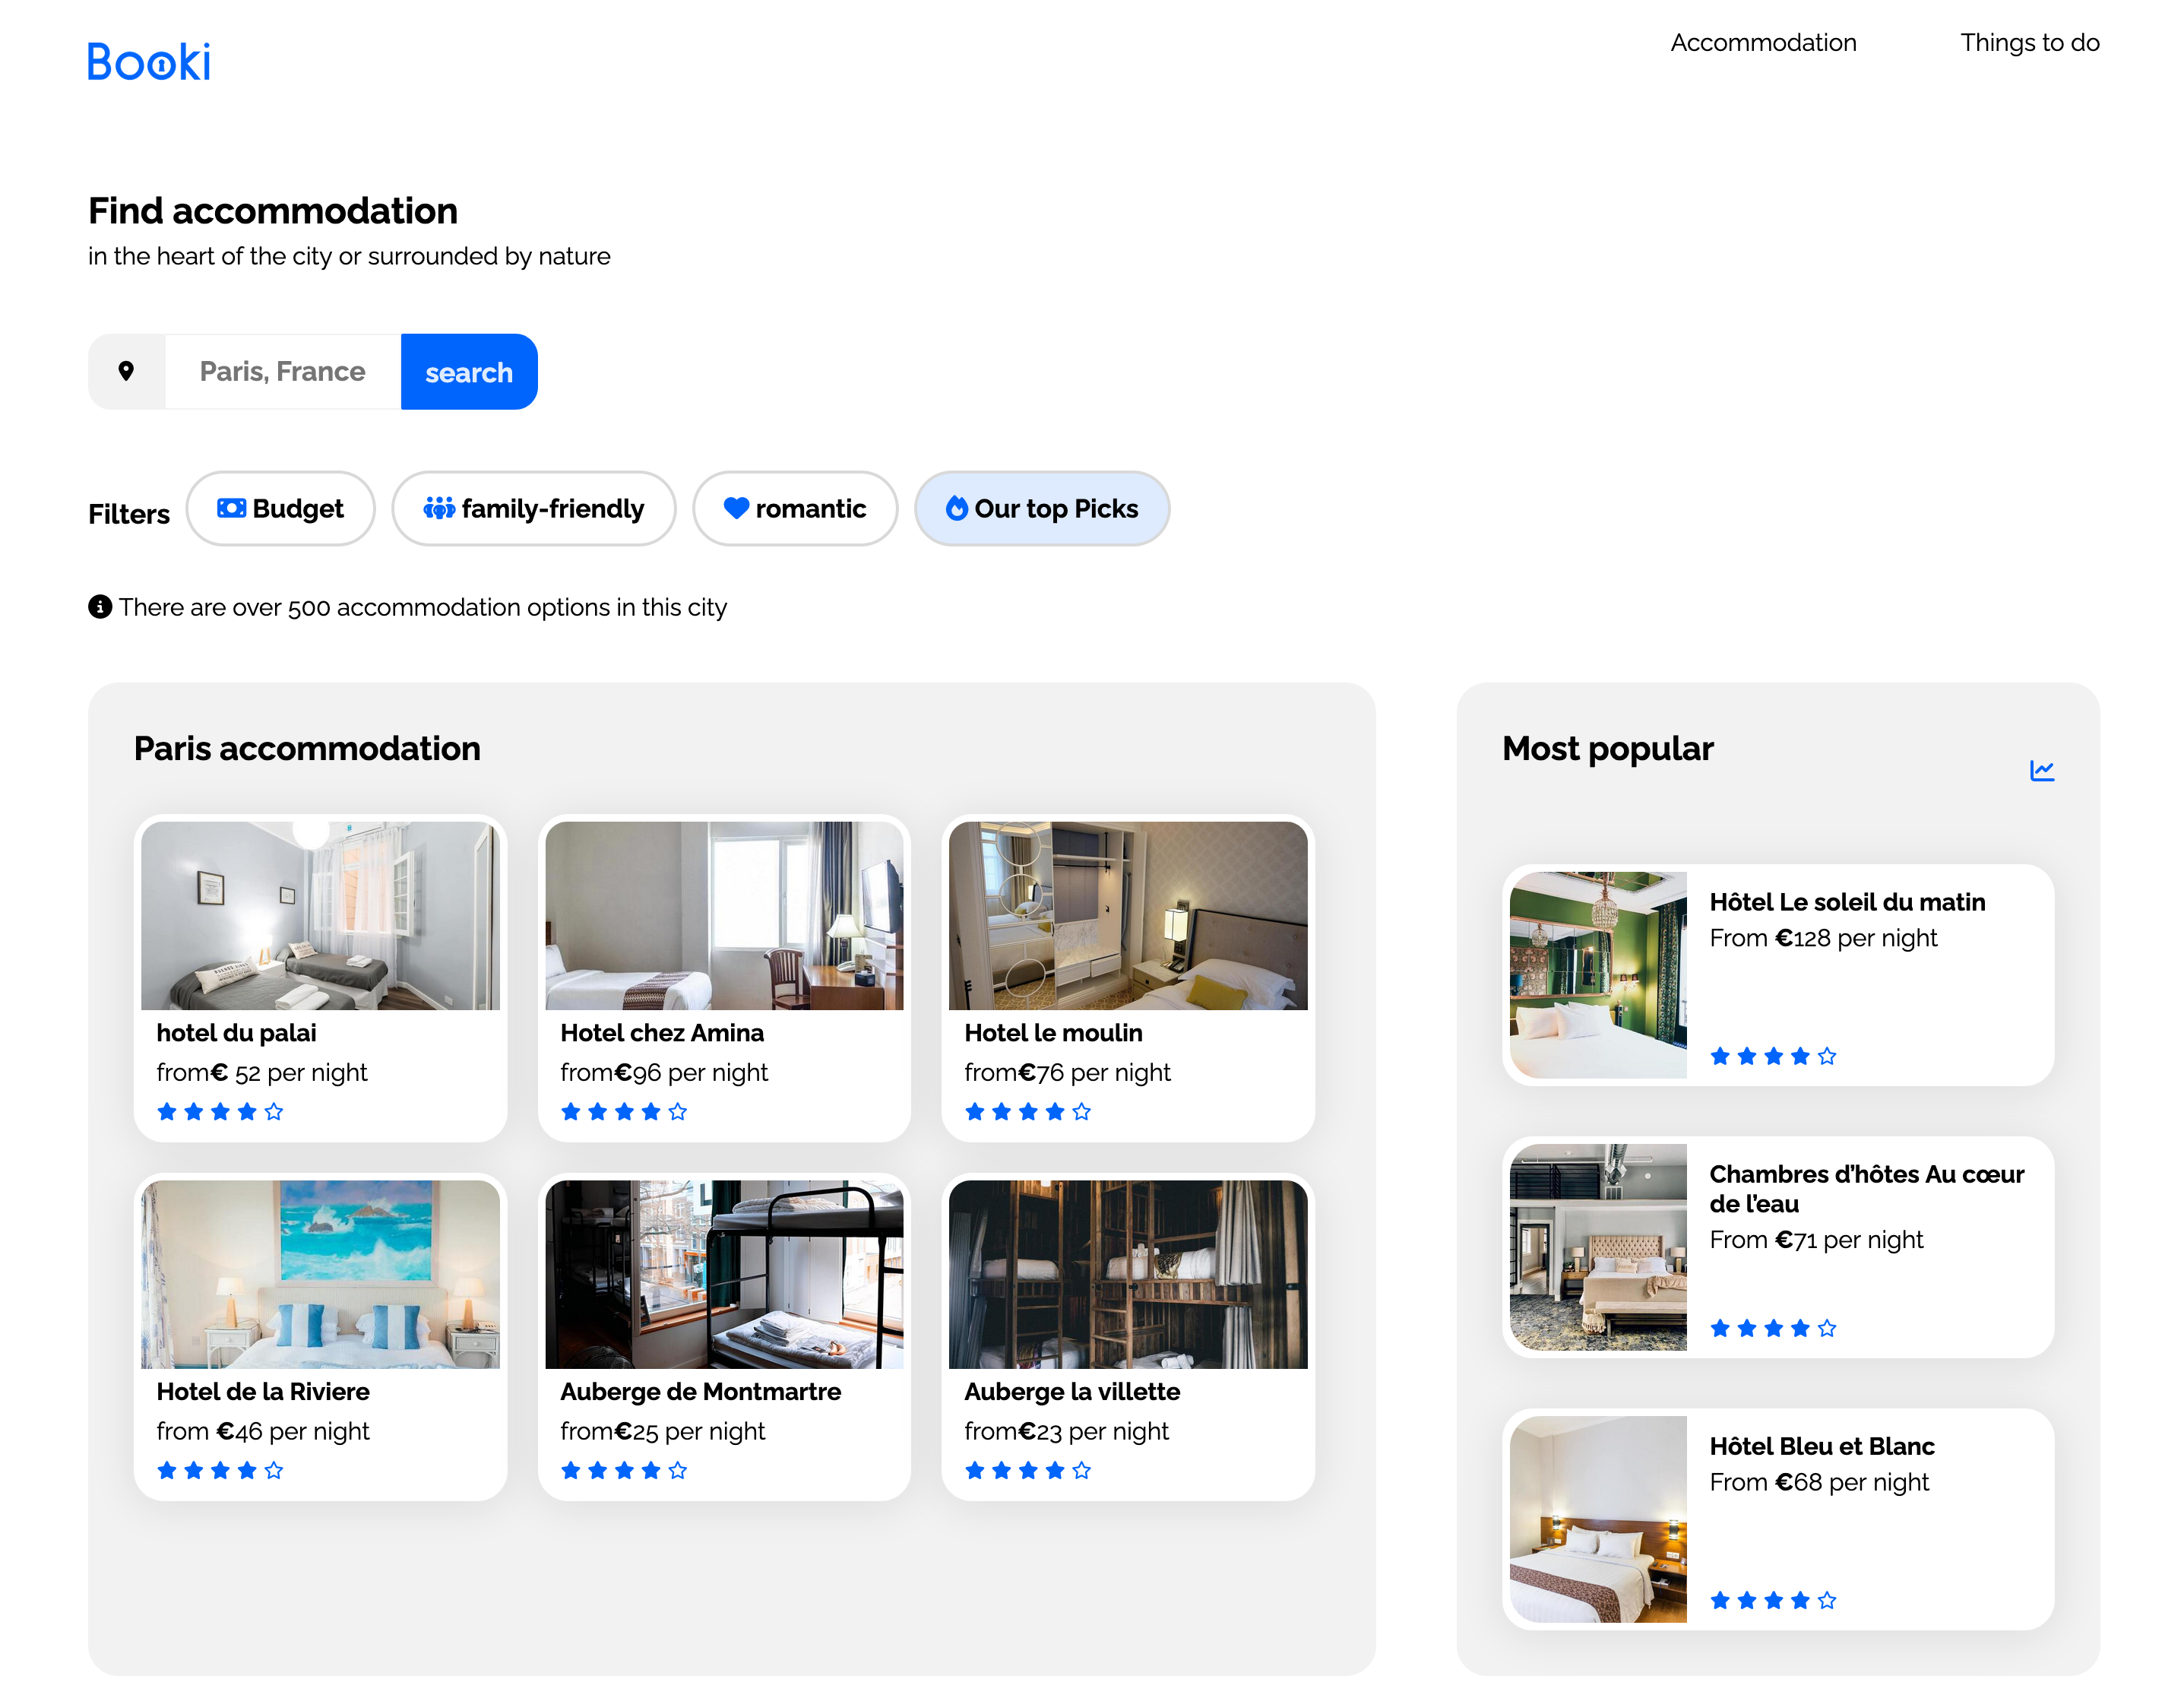 Booki
Accommodation
Things to do
Find accommodation
in the heart of the city or surrounded by nature
Paris, France
search
Filters
Budget
family-friendly
romantic
Our top Picks
There are over 500 accommodation options in this city
Paris accommodation
hotel du palai
from€ 52 per night
Hotel chez Amina
from€96 per night
Hotel le moulin
from€76 per night
Hotel de la Riviere
from €46 per night
Auberge de Montmartre
from€25 per night
Auberge la villette
from€23 per night
Most popular
Hôtel Le soleil du matin
From €128 per night
Chambres d’hôtes Au cœur
de l’eau
From €71 per night
Hôtel Bleu et Blanc
From €68 per night